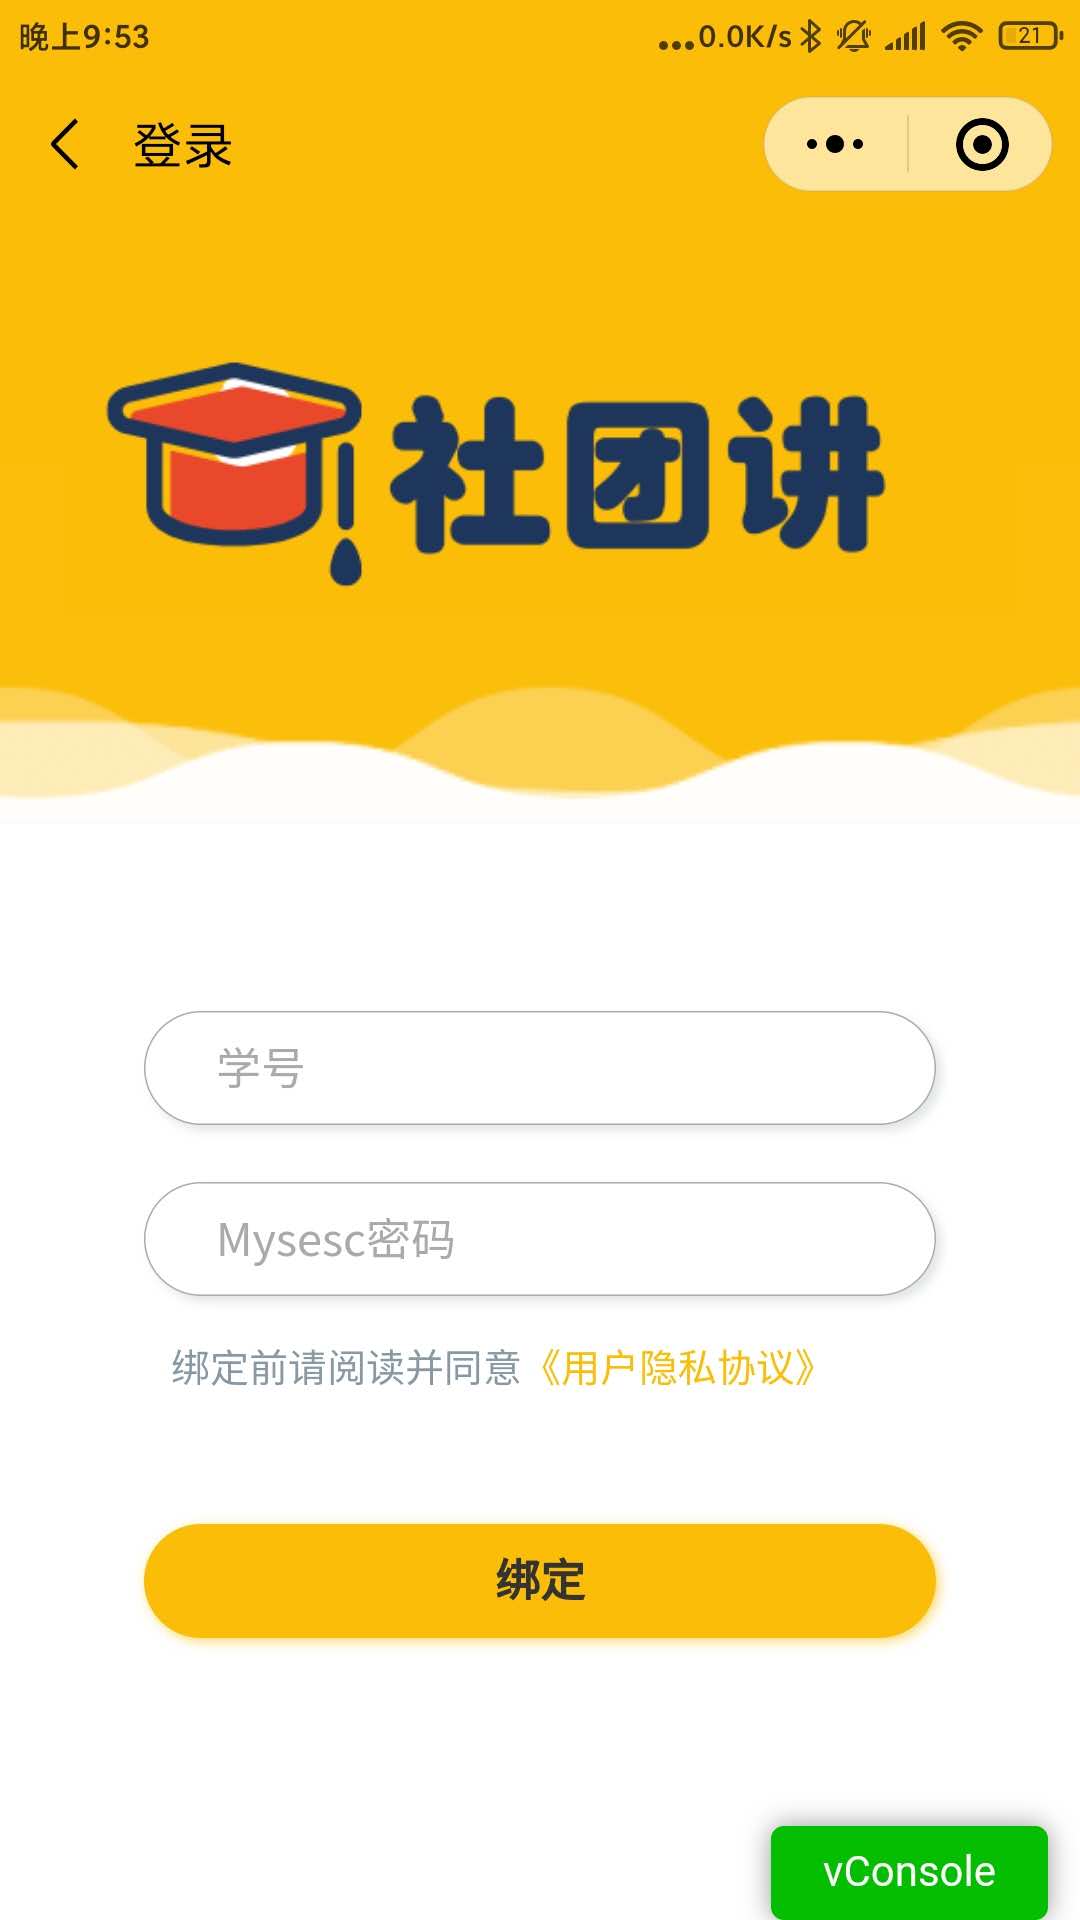 晚上9:53
...0.0K/s
21
登录
社团讲
学号
Mysesc密码
绑定前请阅读并同意《用户隐私协议》
绑定
vConsole